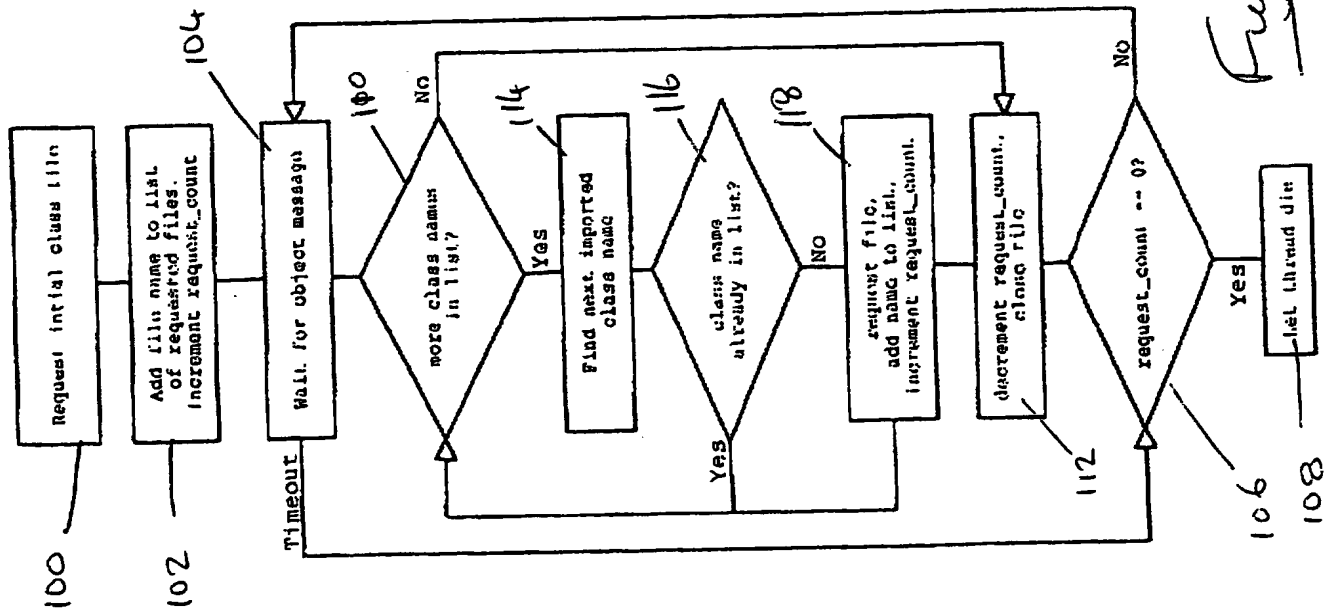 100
Request intial class file
102
Add file name to list
of requested files.
increment request_count
104
Wait for object message
Timeout
110
more class names
in list?
No
Yes
114
Find next imported
class name
116
class name
already in list?
Yes
No
118
request file,
add name to list,
increment request_count.
112
decrement request_count,
close file
106
request_count == 0?
No
Yes
108
Let thread die